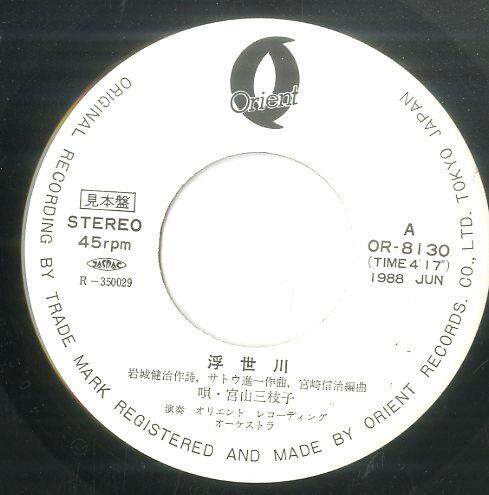 Orient
見本盤
STEREO
45rpm
JASRAC
R-350029
A
OR-8130
(TIME 4'17")
1988 JUN
浮世川
岩城健治作詩, サトウ進一作曲, 宮崎信治編曲
唄・宮山三枝子
演奏 オリエント レコーディング
オーケストラ
ORIGINAL RECORDING BY TRADE MARK REGISTERED AND MADE BY ORIENT RECORDS. CO., LTD. TOKYO JAPAN